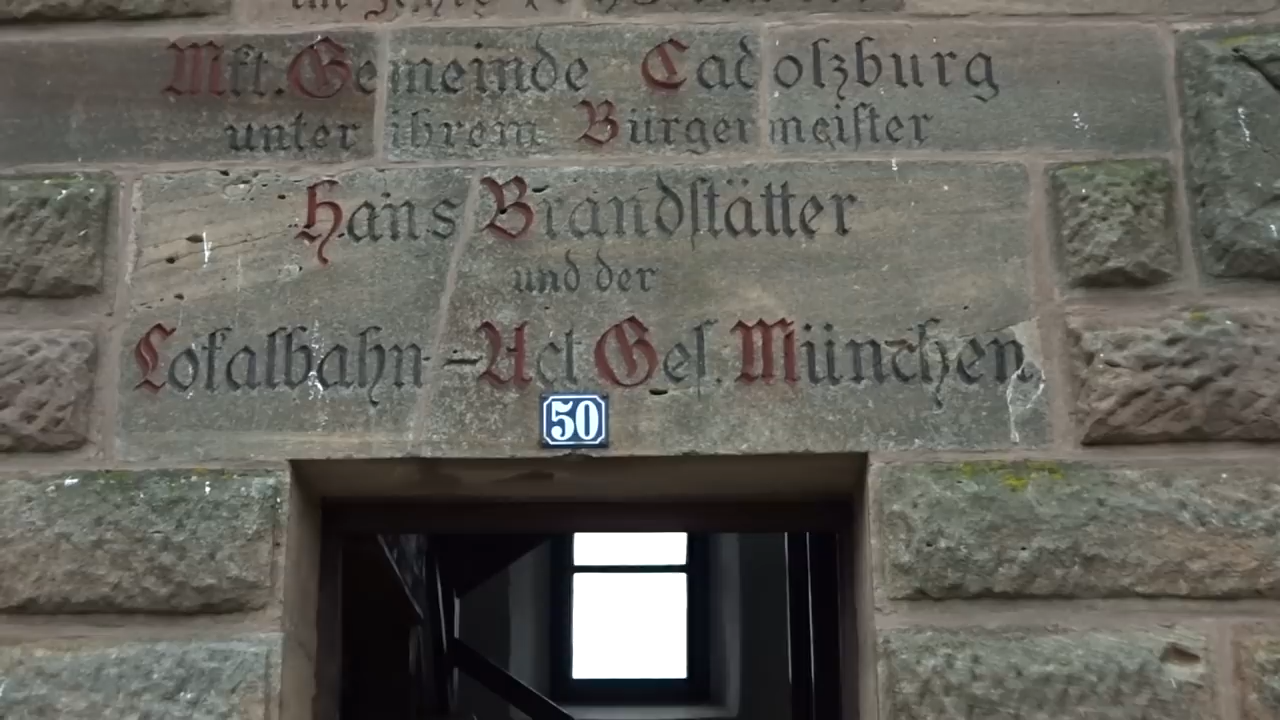 Mkt. Gemeinde Cadolzburg
unter ihrem Bürgermeister
Hans Brandstätter
und der
Lokalbahn-Act Ges. München
50